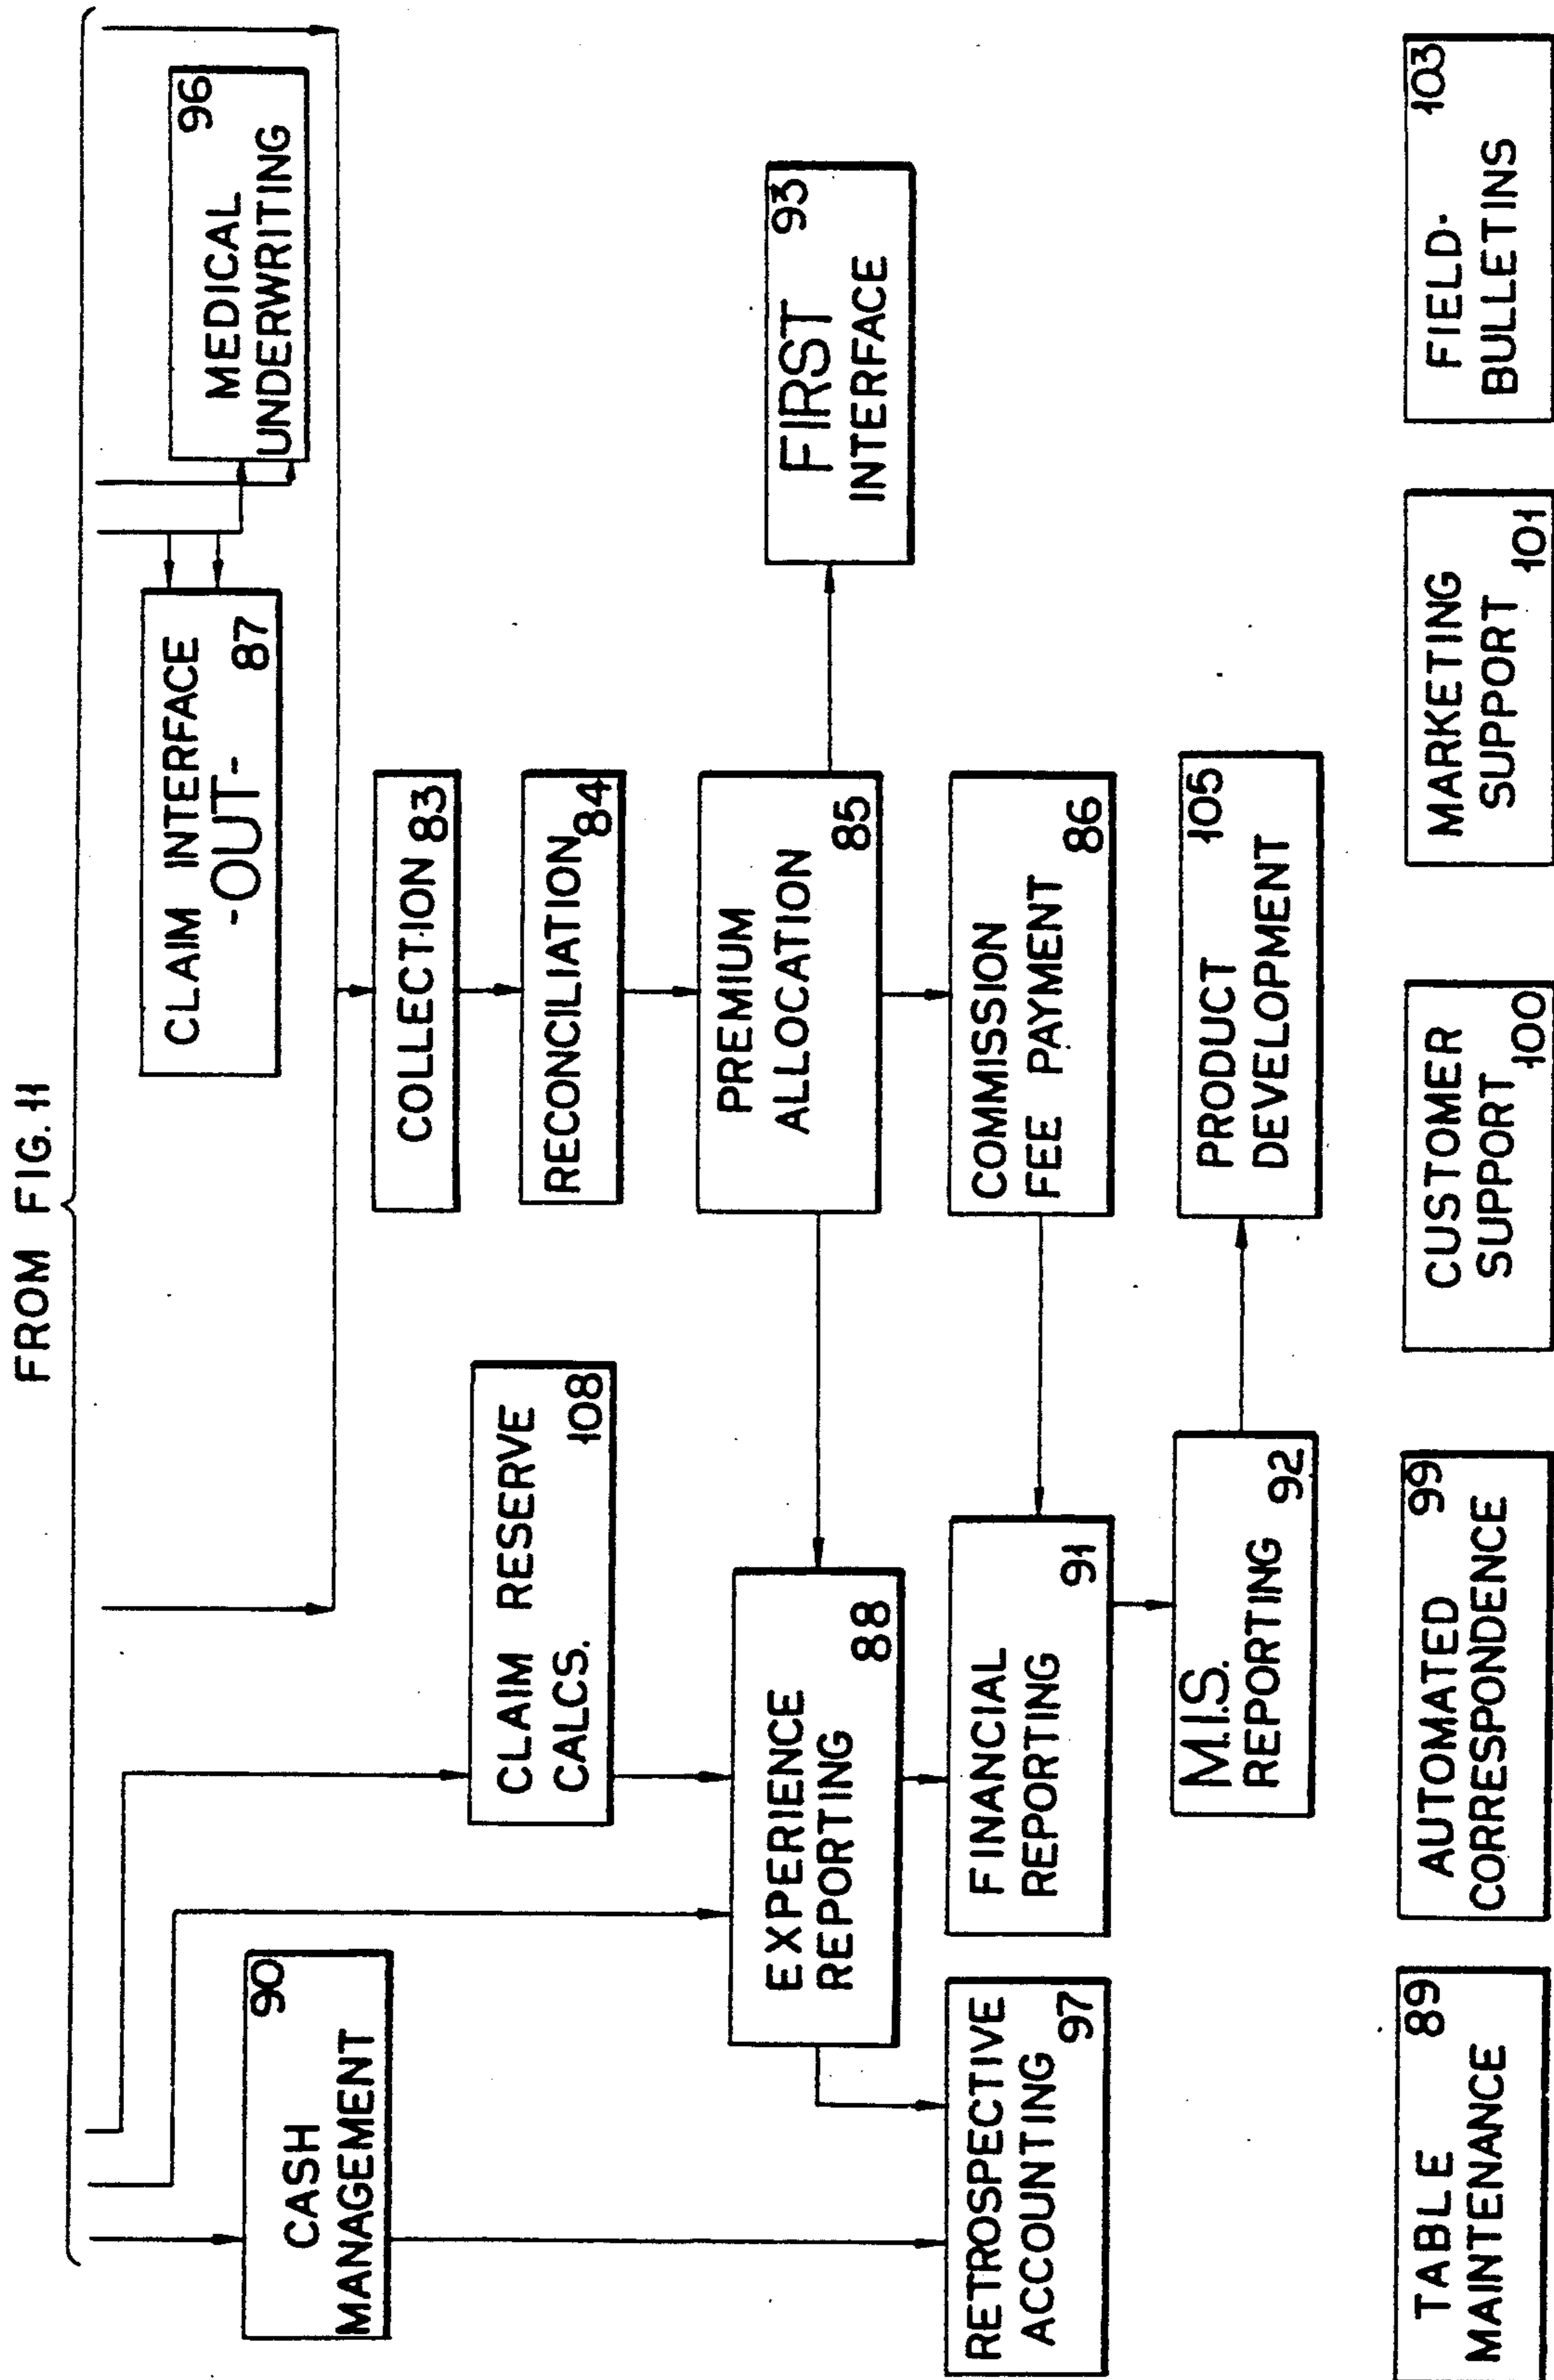 FROM FIG. 11
CASH
MANAGEMENT
90
CLAIM INTERFACE
-OUT- 87
MEDICAL 96
UNDERWRITING
CLAIM RESERVE
CALCS. 108
COLLECTION 83
RECONCILIATION 84
EXPERIENCE
REPORTING 88
PREMIUM
ALLOCATION 85
FIRST 93
INTERFACE
RETROSPECTIVE
ACCOUNTING 97
FINANCIAL
REPORTING 91
COMMISSION
FEE PAYMENT 86
M.I.S.
REPORTING 92
PRODUCT 105
DEVELOPMENT
TABLE 89
MAINTENANCE
AUTOMATED 99
CORRESPONDENCE
CUSTOMER
SUPPORT 100
MARKETING
SUPPORT 101
FIELD- 103
BULLETINS